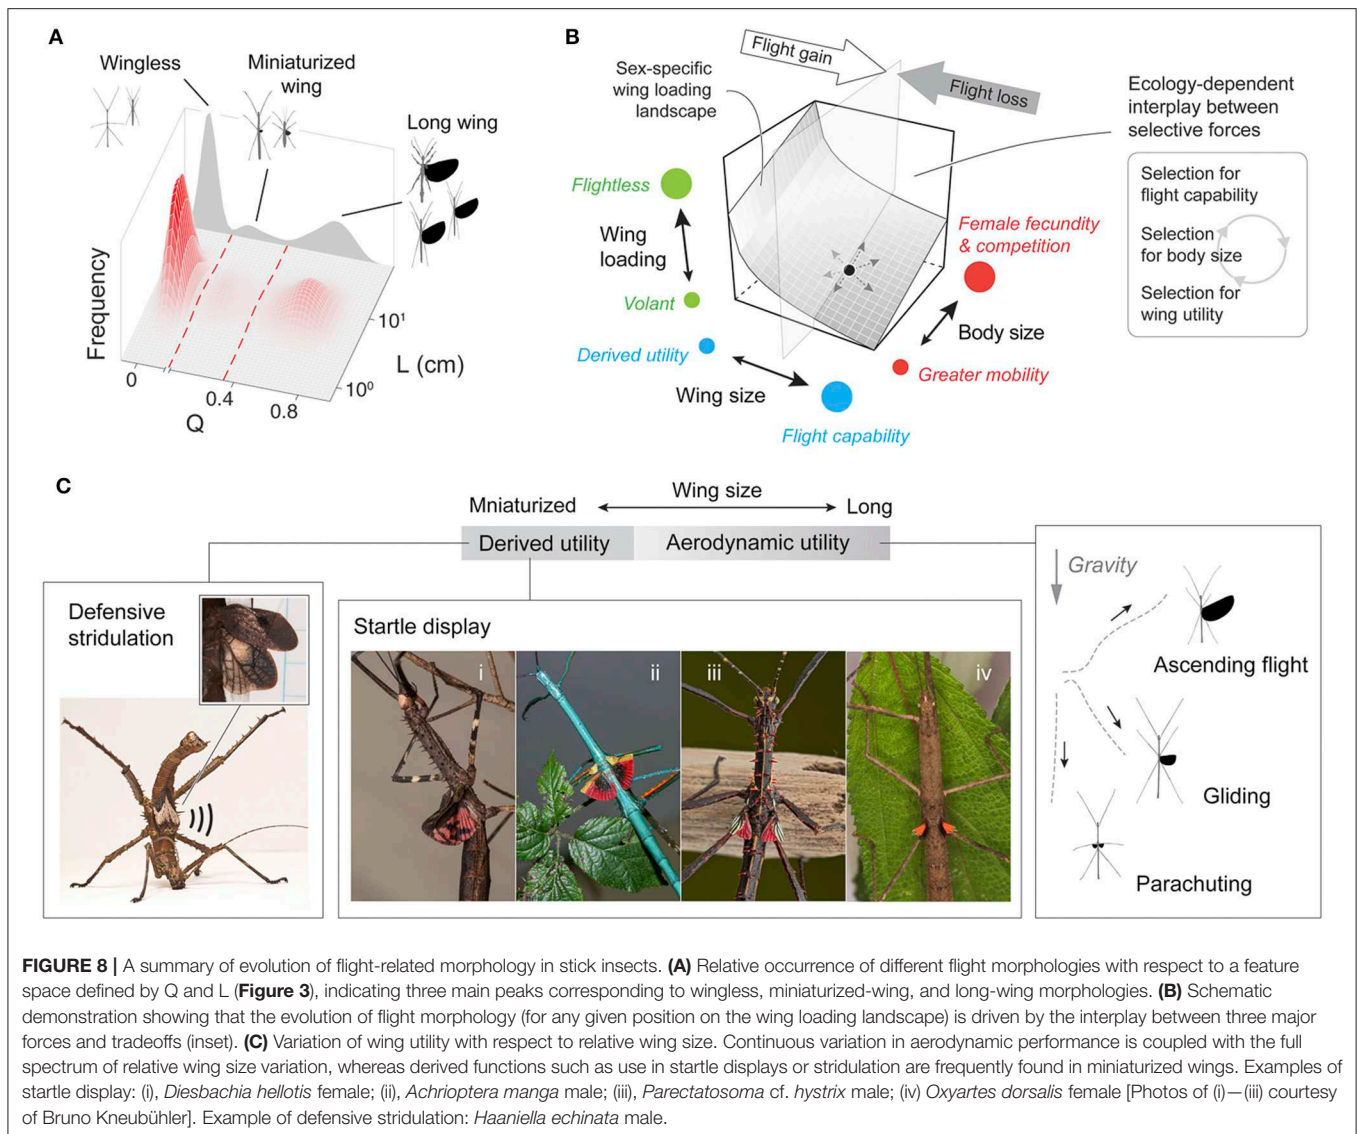 A
Wingless
Miniaturized
wing
Long wing
Frequency
0
0.4
0.8
Q
10¹
10⁰
L (cm)
B
Flight gain
Flight loss
Sex-specific
wing loading
landscape
Flightless
Wing
loading
Volant
Derived utility
Wing size
Flight capability
Female fecundity
& competition
Body size
Greater mobility
Ecology-dependent
interplay between
selective forces
Selection for
flight capability
Selection
for body size
Selection for
wing utility
C
Wing size
Mniaturized
Long
Derived utility
Aerodynamic utility
Defensive
stridulation
Startle display
i
ii
iii
iv
Gravity
Ascending flight
Gliding
Parachuting
FIGURE 8 | A summary of evolution of flight-related morphology in stick insects. (A) Relative occurrence of different flight morphologies with respect to a feature
space defined by Q and L (Figure 3), indicating three main peaks corresponding to wingless, miniaturized-wing, and long-wing morphologies. (B) Schematic
demonstration showing that the evolution of flight morphology (for any given position on the wing loading landscape) is driven by the interplay between three major
forces and tradeoffs (inset). (C) Variation of wing utility with respect to relative wing size. Continuous variation in aerodynamic performance is coupled with the full
spectrum of relative wing size variation, whereas derived functions such as use in startle displays or stridulation are frequently found in miniaturized wings. Examples of
startle display: (i), Diesbachia hellotis female; (ii), Achrioptera manga male; (iii), Parectatosoma cf. hystrix male; (iv) Oxyartes dorsalis female [Photos of (i)—(iii) courtesy
of Bruno Kneubühler]. Example of defensive stridulation: Haaniella echinata male.